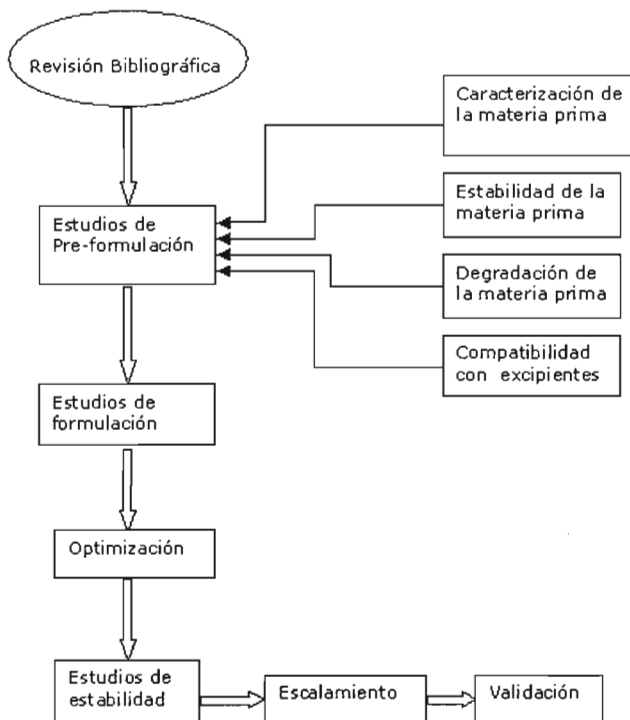 Revisión Bibliográfica
Caracterización de
la materia prima
Estabilidad de la
materia prima
Estudios de
Pre-formulación
Degradación de
la materia prima
Compatibilidad
con excipientes
Estudios de
formulación
Optimización
Estudios de
estabilidad
Escalamiento
Validación